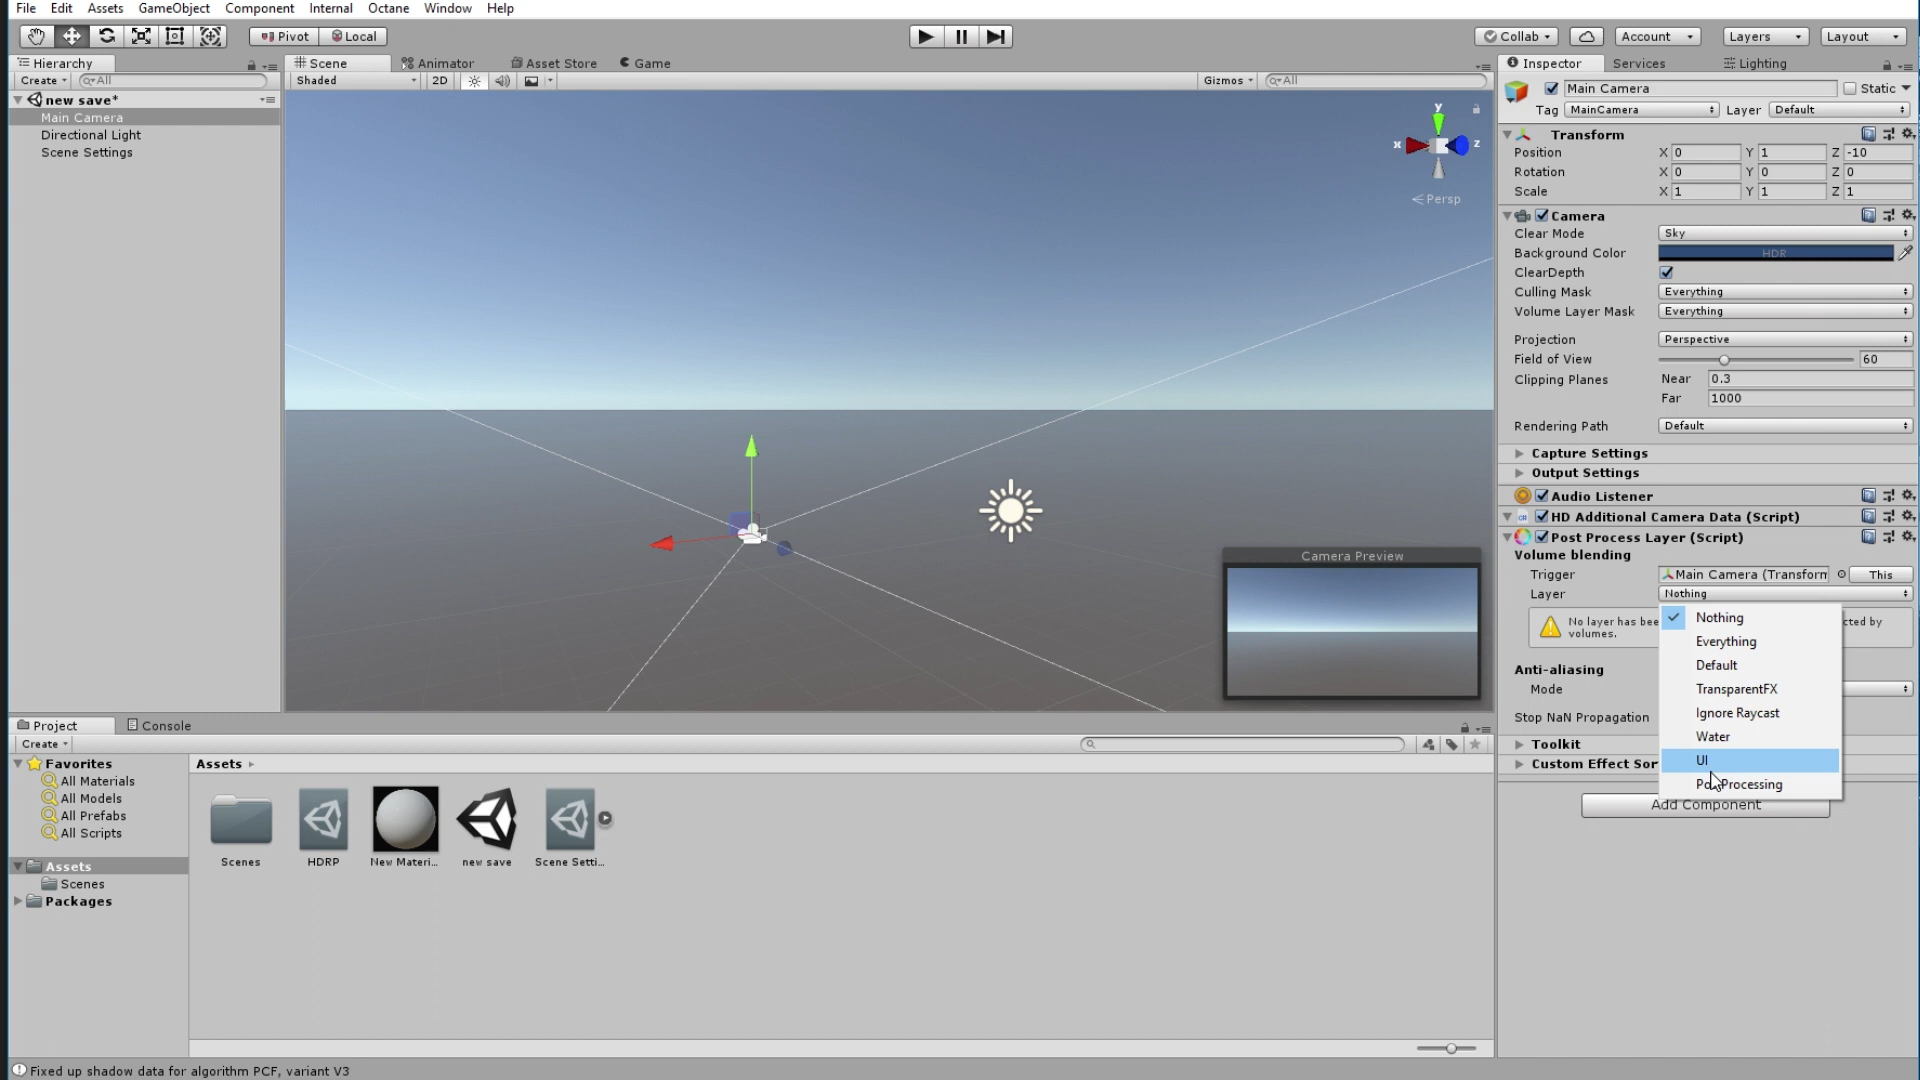 File Edit Assets GameObject Component Internal Octane Window Help
Pivot Local
Collab Account Layers Layout
Hierarchy
Create All
new save*
Main Camera
Directional Light
Scene Settings
Scene Animator Asset Store Game
Shaded 2D Gizmos All
y
x z
Persp
Camera Preview
Inspector Services Lighting
Main Camera Static
Tag MainCamera Layer Default
Transform
Position X 0 Y 1 Z -10
Rotation X 0 Y 0 Z 0
Scale X 1 Y 1 Z 1
Camera
Clear Mode Sky
Background Color HDR
ClearDepth
Culling Mask Everything
Volume Layer Mask Everything
Projection Perspective
Field of View 60
Clipping Planes Near 0.3
Far 1000
Rendering Path Default
Capture Settings
Output Settings
Audio Listener
HD Additional Camera Data (Script)
Post Process Layer (Script)
Volume blending
Trigger Main Camera (Transform This
Layer Nothing
No layer has bee cted by
volumes.
Nothing
Everything
Default
TransparentFX
Ignore Raycast
Water
UI
Processing
Anti-aliasing
Mode
Stop NaN Propagation
Toolkit
Custom Effect Sor
Add Component
Project Console
Create
Favorites
All Materials
All Models
All Prefabs
All Scripts
Assets
Scenes
Packages
Assets
Scenes HDRP New Materi... new save Scene Setti...
Fixed up shadow data for algorithm PCF, variant V3